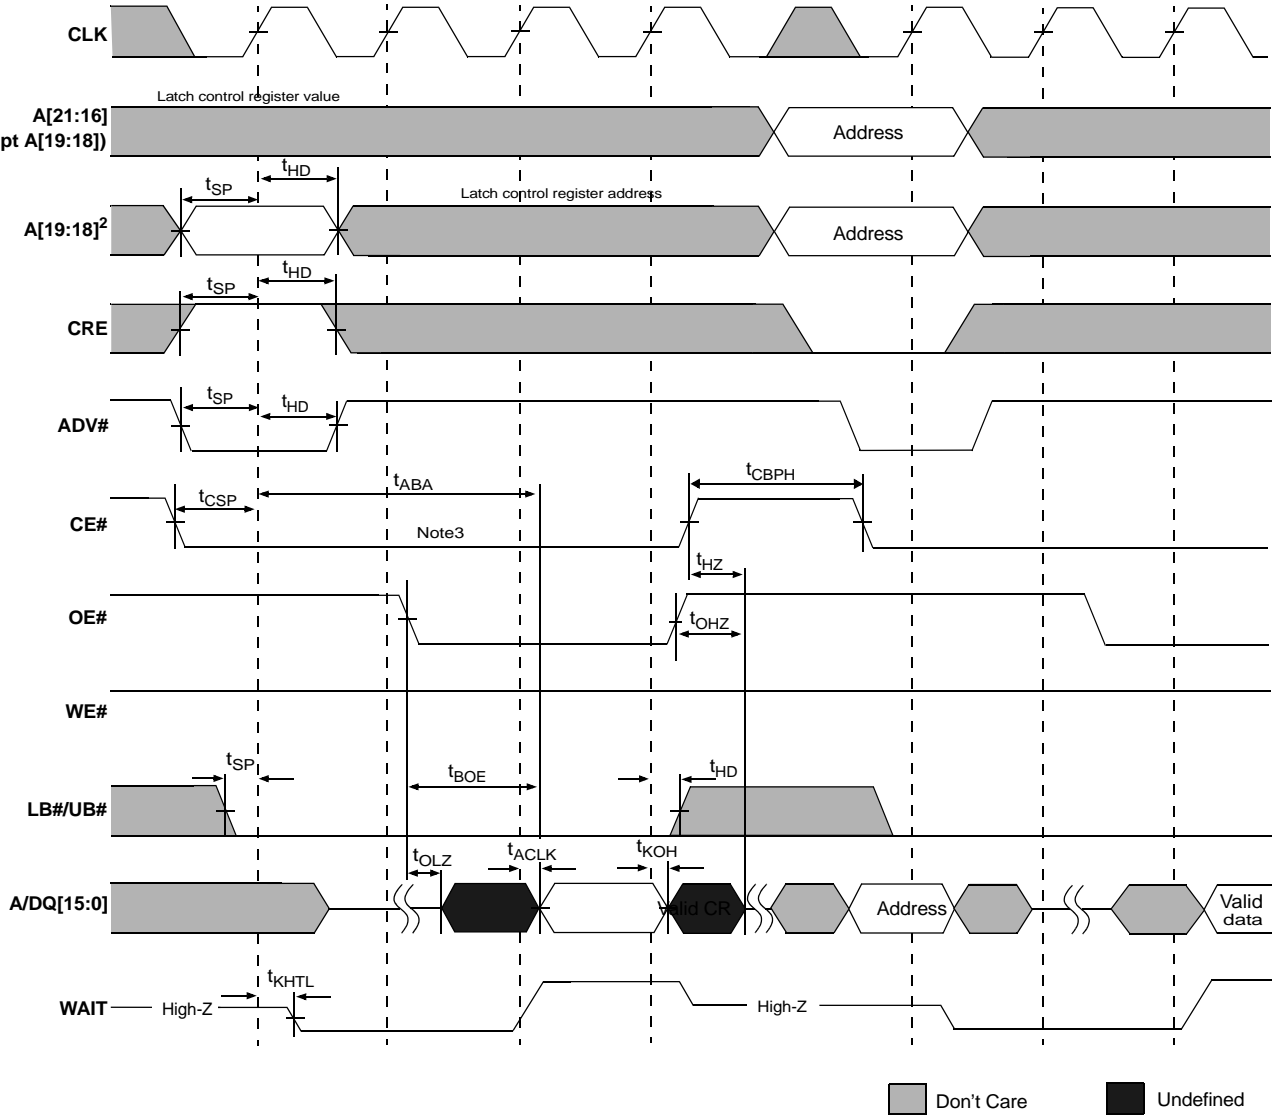 CLK
Latch control register value
A[21:16]
pt A[19:18])
Address
tHD
tSP
Latch control register address
A[19:18]2
Address
tHD
tSP
CRE
tSP
tHD
ADV#
tABA
tCBPH
tCSP
CE#
Note3
tHZ
OE#
tOHZ
WE#
tSP
tBOE
tHD
LB#/UB#
tOLZ
tACLK
tKOH
A/DQ[15:0]
Valid CR
Address
Valid
data
tKHTL
WAIT
High-Z
High-Z
Don't Care
Undefined